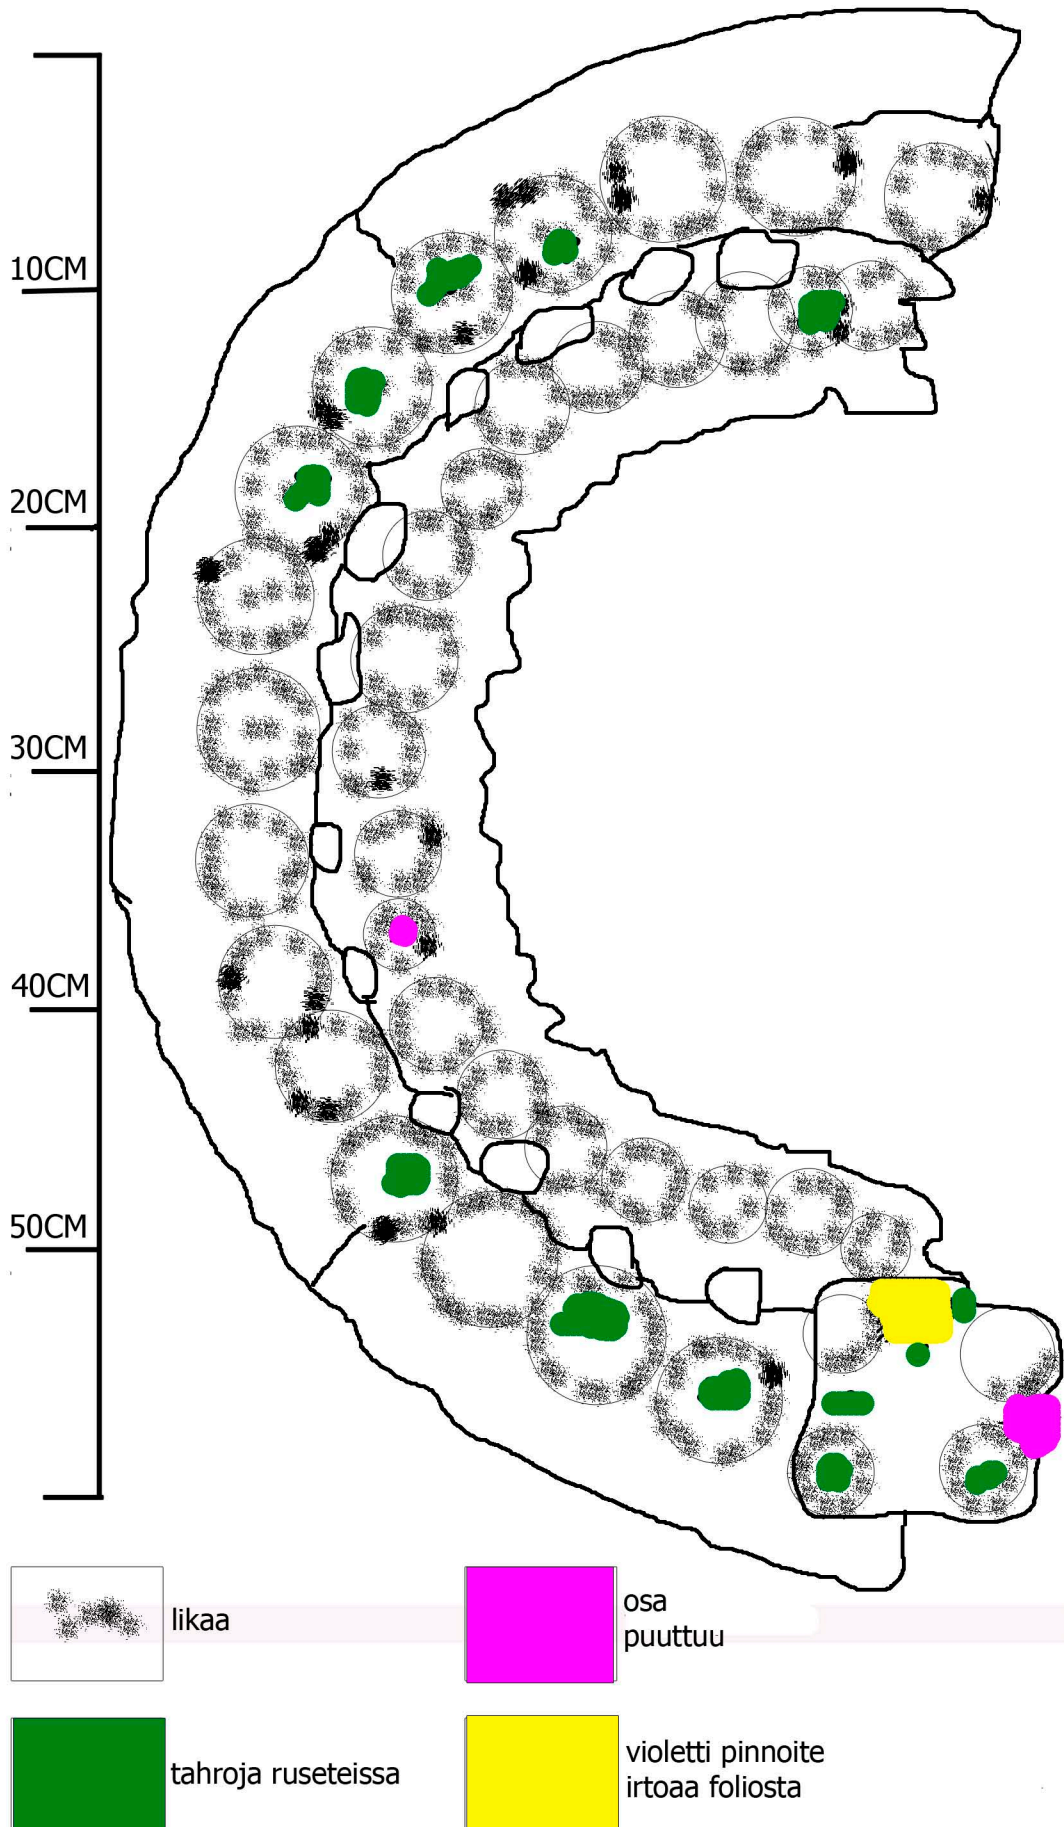 10CM
20CM
30CM
40CM
50CM
likaa
osa
puuttuu
tahroja ruseteissa
violetti pinnoite
irtoaa foliosta